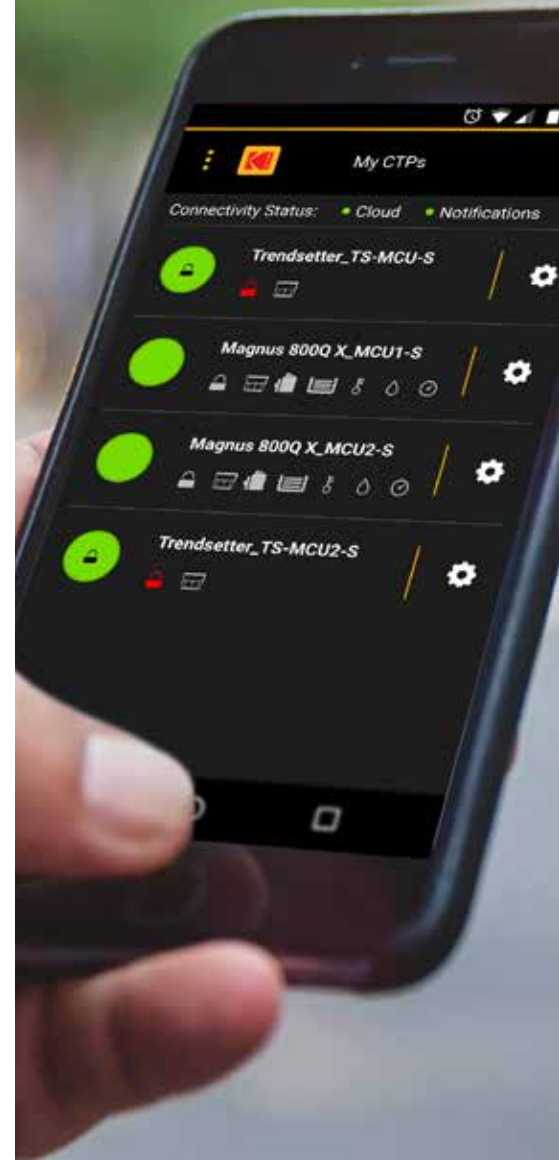 My CTPs
Connectivity Status: Cloud Notifications
Trendsetter_TS-MCU-S
Magnus 800Q X_MCU1-S
Magnus 800Q X_MCU2-S
Trendsetter_TS-MCU2-S